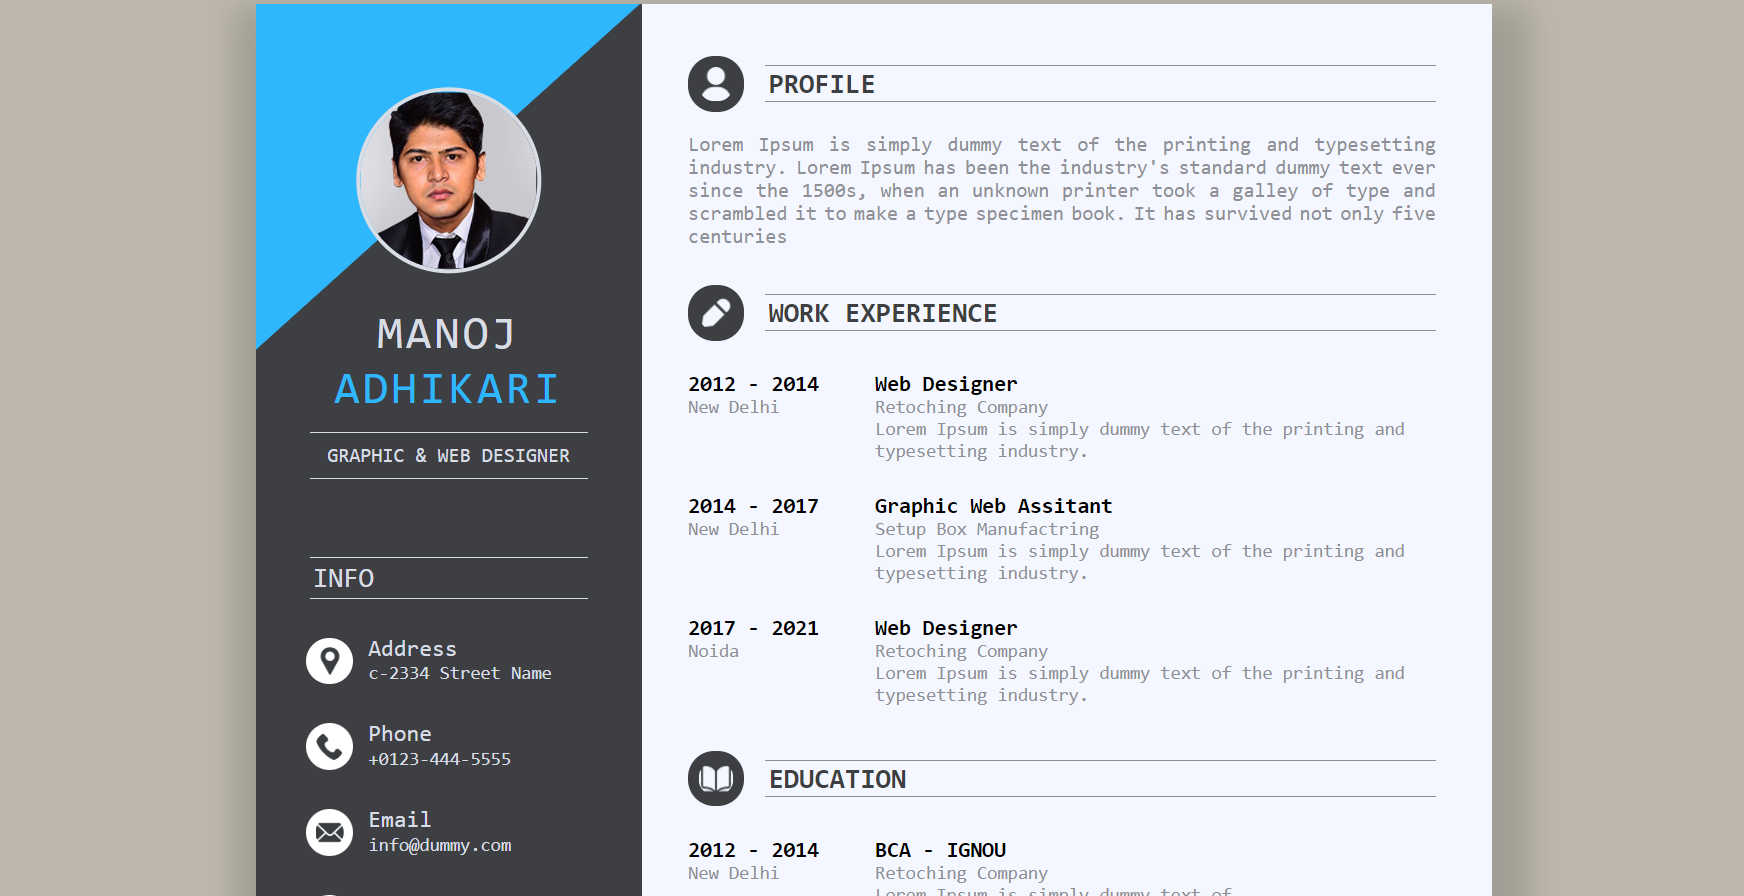 MANOJ
ADHIKARI
GRAPHIC & WEB DESIGNER
INFO
Address
c-2334 Street Name
Phone
+0123-444-5555
Email
info@dummy.com
PROFILE
Lorem Ipsum is simply dummy text of the printing and typesetting
industry. Lorem Ipsum has been the industry's standard dummy text ever
since the 1500s, when an unknown printer took a galley of type and
scrambled it to make a type specimen book. It has survived not only five
centuries
WORK EXPERIENCE
2012 - 2014 Web Designer
New Delhi Retoching Company
Lorem Ipsum is simply dummy text of the printing and
typesetting industry.
2014 - 2017 Graphic Web Assitant
New Delhi Setup Box Manufactring
Lorem Ipsum is simply dummy text of the printing and
typesetting industry.
2017 - 2021 Web Designer
Noida Retoching Company
Lorem Ipsum is simply dummy text of the printing and
typesetting industry.
EDUCATION
2012 - 2014 BCA - IGNOU
New Delhi Retoching Company
Lorem Ipsum is simply dummy text of